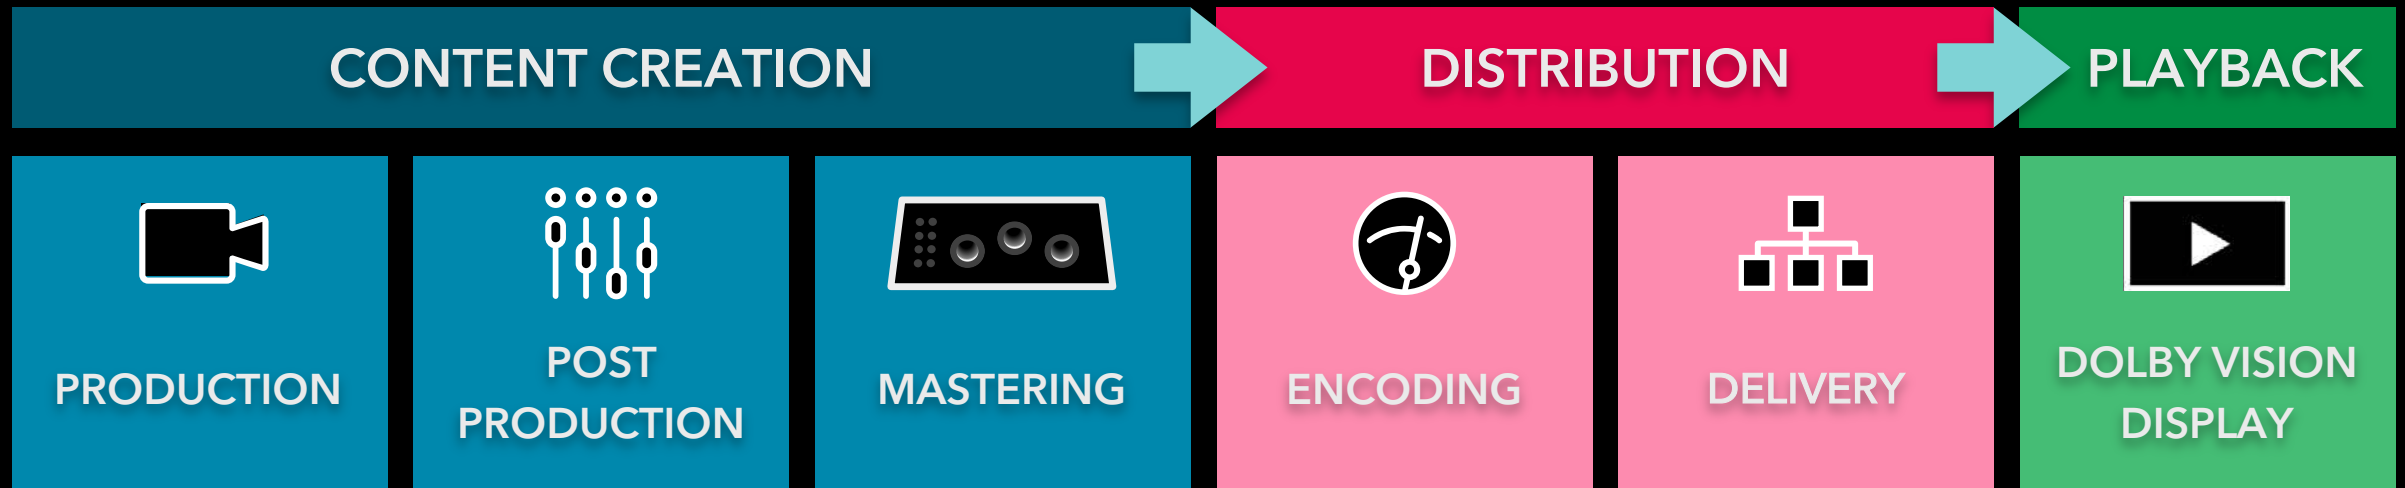 CONTENT CREATION
DISTRIBUTION
PLAYBACK
PRODUCTION
POST
PRODUCTION
MASTERING
ENCODING
DELIVERY
DOLBY VISION
DISPLAY